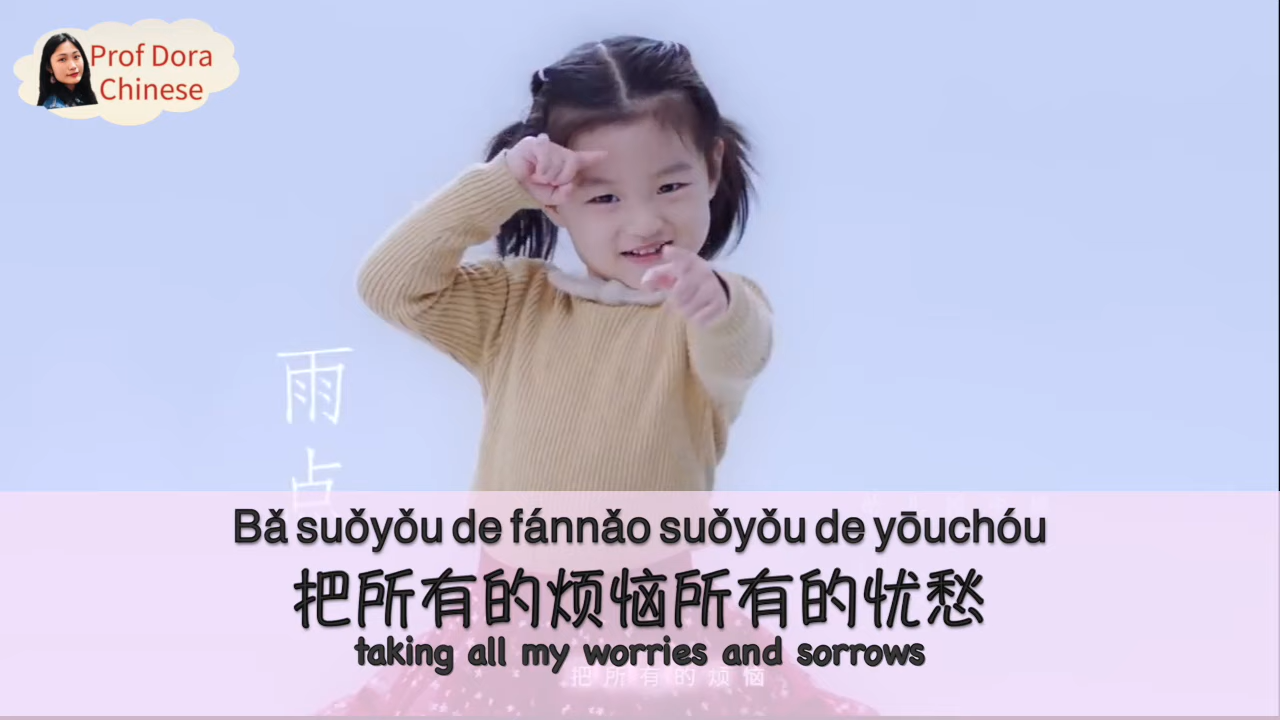 Prof Dora
Chinese
雨
Bǎ suǒyǒu de fánnǎo suǒyǒu de yōuchóu
把所有的烦恼所有的忧愁
taking all my worries and sorrows
把所有的烦恼